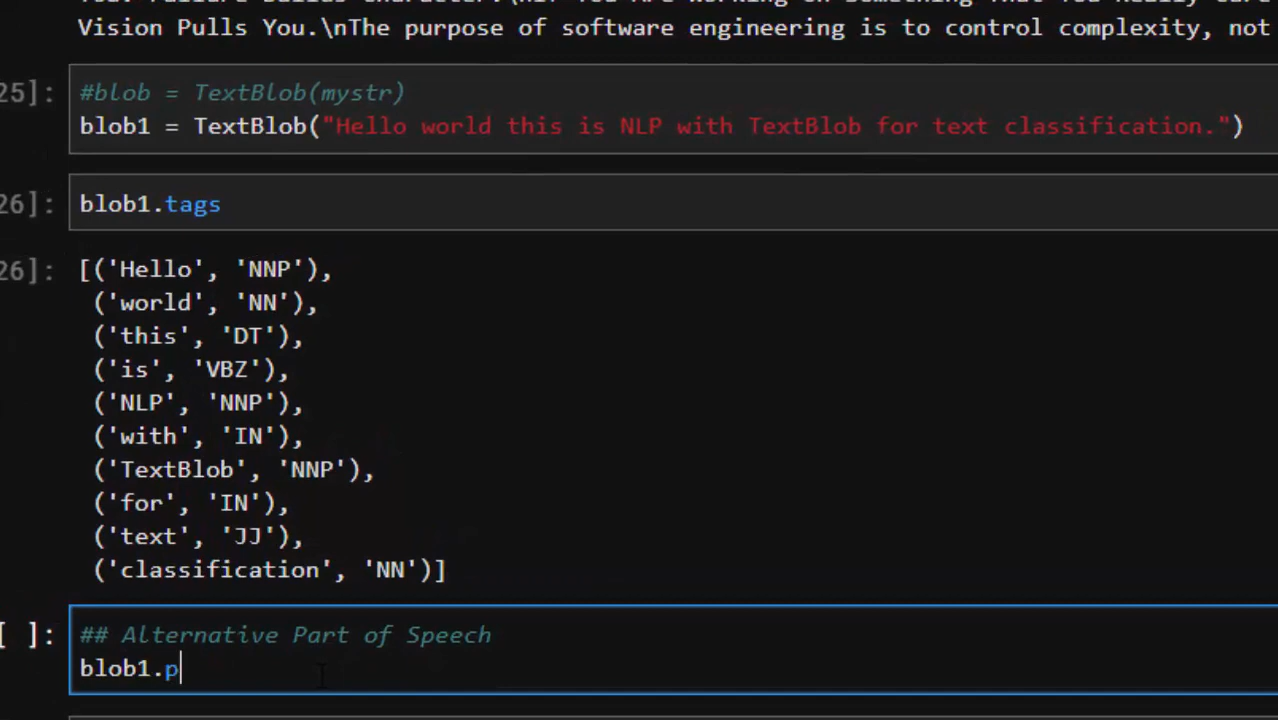 Vision Pulls You.\nThe purpose of software engineering is to control complexity, not
25]:
#blob = TextBlob(mystr)
blob1 = TextBlob("Hello world this is NLP with TextBlob for text classification.")
26]:
blob1.tags
26]:
[('Hello', 'NNP'),
('world', 'NN'),
('this', 'DT'),
('is', 'VBZ'),
('NLP', 'NNP'),
('with', 'IN'),
('TextBlob', 'NNP'),
('for', 'IN'),
('text', 'JJ'),
('classification', 'NN')]
[ ]:
## Alternative Part of Speech
blob1.p